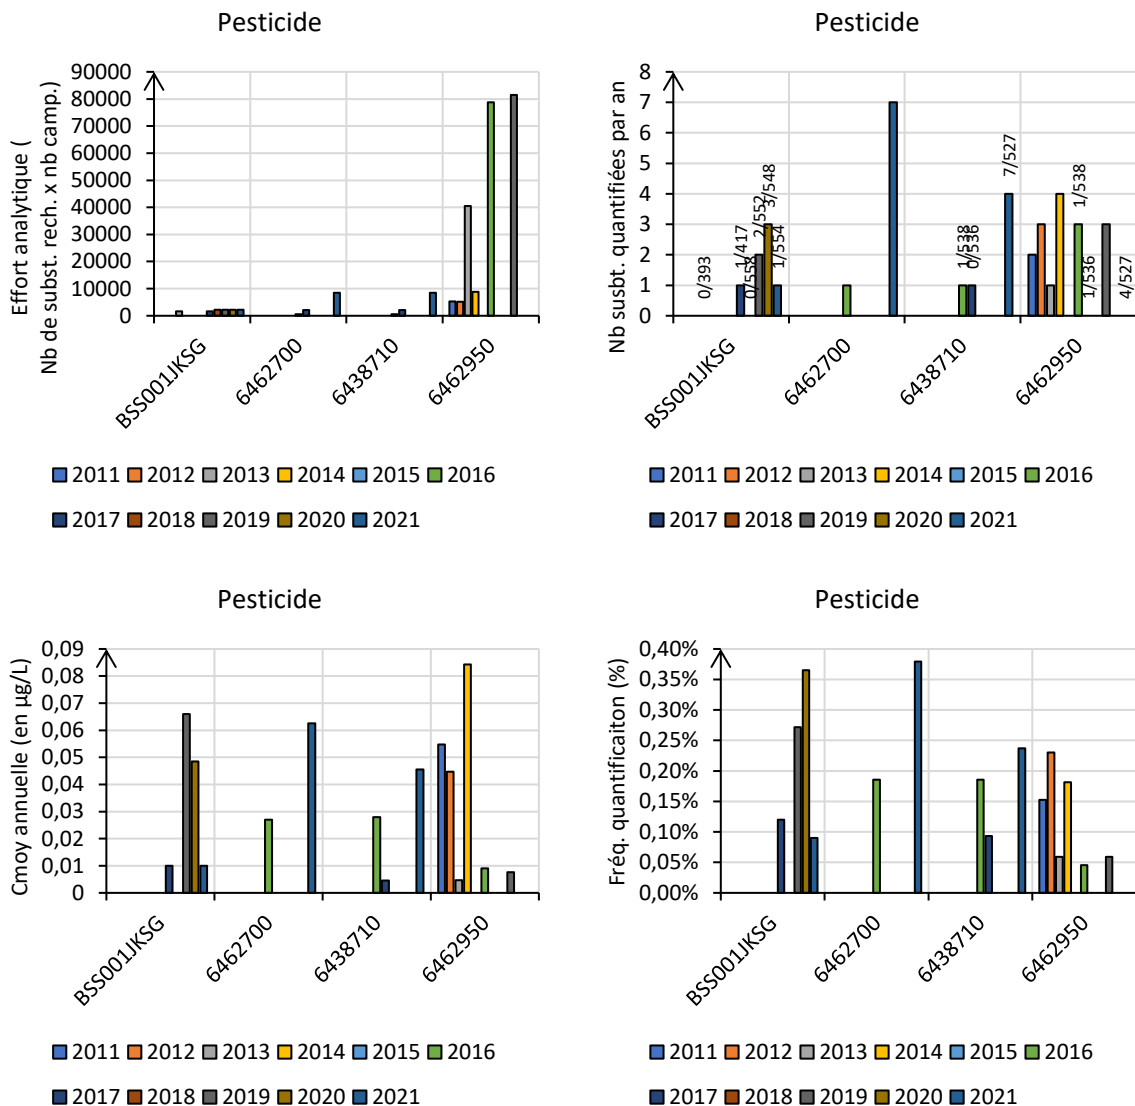 Pesticide
Effort analytique (
Nb de subst. rech. x nb camp.)
90000
80000
70000
60000
50000
40000
30000
20000
10000
0
BSS001JKSG
6462700
6438710
6462950
2011 2012 2013 2014 2015 2016
2017 2018 2019 2020 2021
Pesticide
Nb susbt. quantifiées par an
8
7
6
5
4
3
2
1
0
0/393
1/417
0/558
2/552
3/548
1/554
1/538
0/536
7/527
1/538
1/536
4/527
BSS001JKSG
6462700
6438710
6462950
2011 2012 2013 2014 2015 2016
2017 2018 2019 2020 2021
Pesticide
Cmoy annuelle (en µg/L)
0,09
0,08
0,07
0,06
0,05
0,04
0,03
0,02
0,01
0
BSS001JKSG
6462700
6438710
6462950
2011 2012 2013 2014 2015 2016
2017 2018 2019 2020 2021
Pesticide
Fréq. quantificaiton (%)
0,40%
0,35%
0,30%
0,25%
0,20%
0,15%
0,10%
0,05%
0,00%
BSS001JKSG
6462700
6438710
6462950
2011 2012 2013 2014 2015 2016
2017 2018 2019 2020 2021